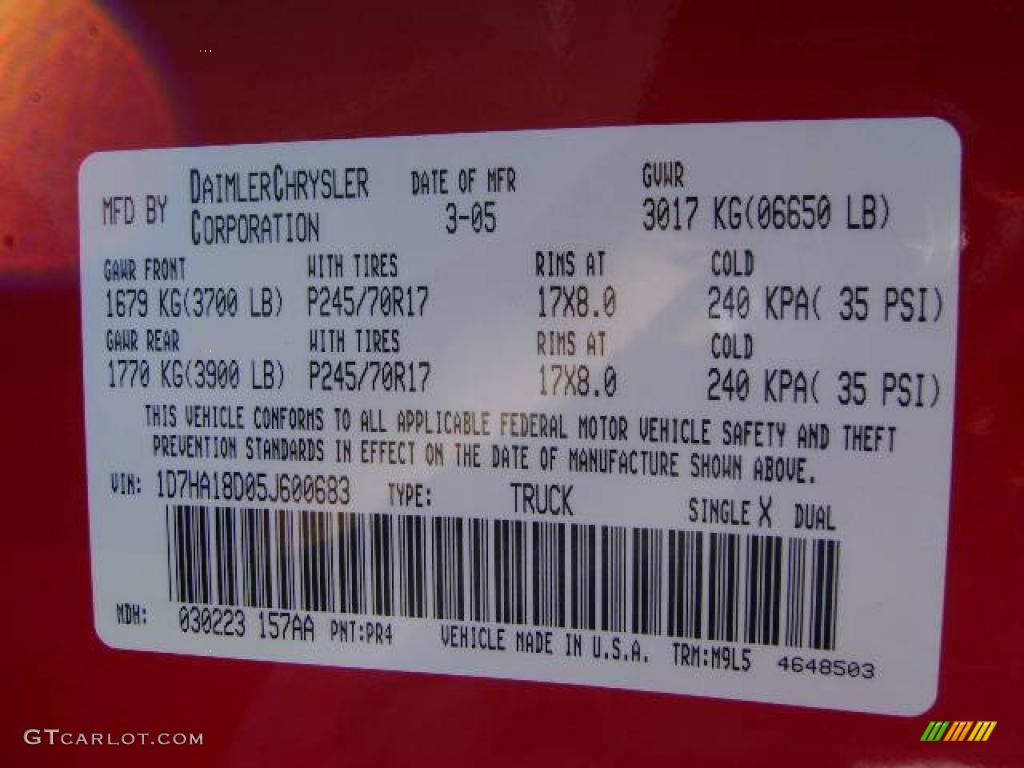 MFD BY DAIMLERCHRYSLER CORPORATION DATE OF MFR 3-05 GVWR 3017 KG(06650 LB)
GAWR FRONT WITH TIRES RIMS AT COLD
1679 KG(3700 LB) P245/70R17 17X8.0 240 KPA( 35 PSI)
GAWR REAR WITH TIRES RIMS AT COLD
1770 KG(3900 LB) P245/70R17 17X8.0 240 KPA( 35 PSI)
THIS VEHICLE CONFORMS TO ALL APPLICABLE FEDERAL MOTOR VEHICLE SAFETY AND THEFT
PREVENTION STANDARDS IN EFFECT ON THE DATE OF MANUFACTURE SHOWN ABOVE.
VIN: 1D7HA18D05J600683 TYPE: TRUCK SINGLE X DUAL
MDH: 030223 157AA PNT:PR4 VEHICLE MADE IN U.S.A. TRM:M9L5 4648503
GTCARLOT.COM